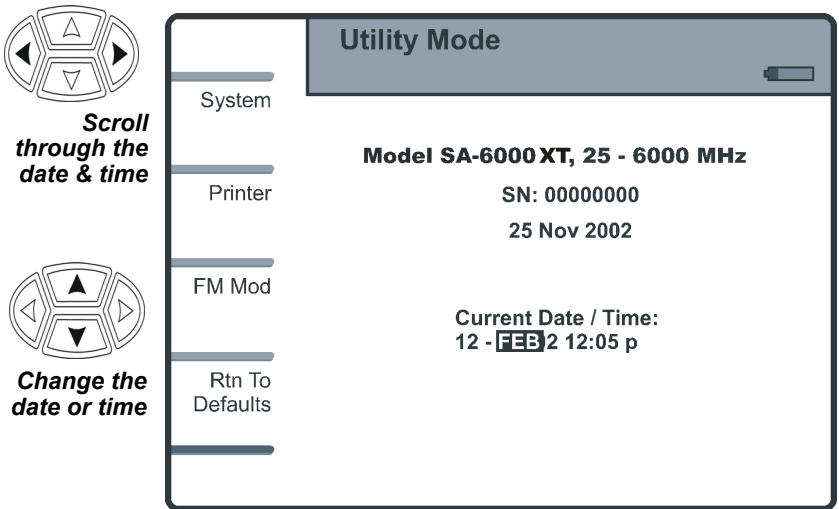 Scroll
through the
date & time
Change the
date or time
Utility Mode
System
Printer
FM Mod
Rtn To
Defaults
Model SA-6000 XT, 25 - 6000 MHz
SN: 00000000
25 Nov 2002
Current Date / Time:
12 - FEB 2 12:05 p